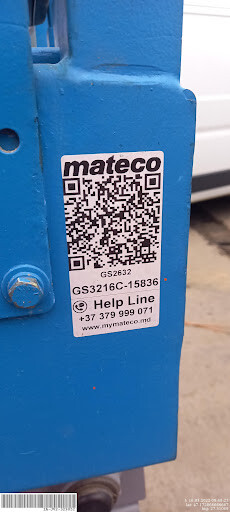 mateco
GS2632
GS3216C-15836
Help Line
+37 379 999 071
www.mymateco.md